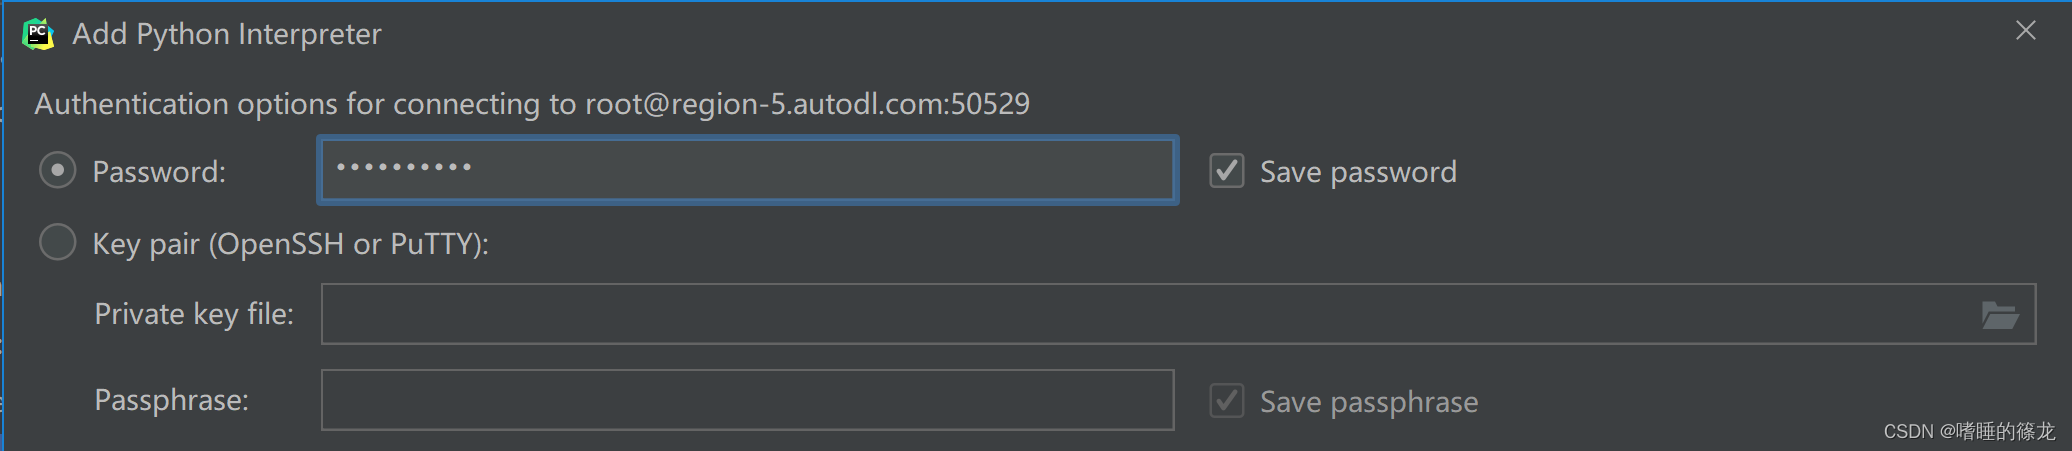 PC Add Python Interpreter
Authentication options for connecting to root@region-5.autodl.com:50529
Password: •••••••••• Save password
Key pair (OpenSSH or PuTTY):
Private key file:
Passphrase: Save passphrase
CSDN @嗜睡的篠龙